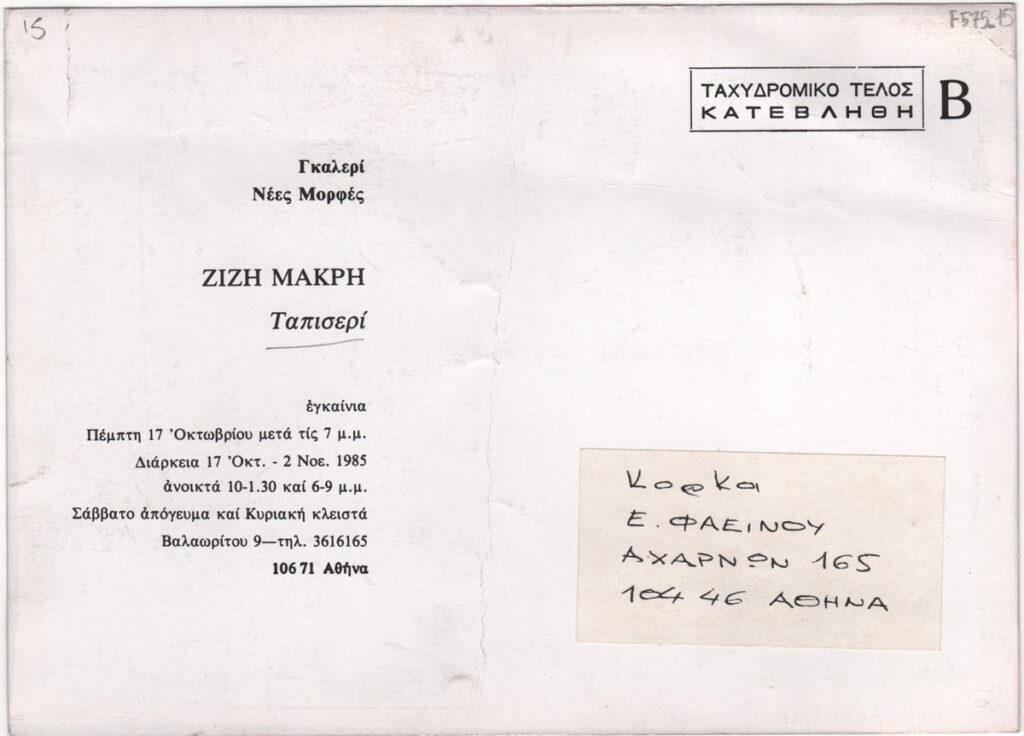 15
F579.15
ΤΑΧΥΔΡΟΜΙΚΟ ΤΕΛΟΣ
ΚΑΤΕΒΛΗΘΗ
B
Γκαλερί
Νέες Μορφές
ΖΙΖΗ ΜΑΚΡΗ
Ταπισερί
ἐγκαίνια
Πέμπτη 17 Ὀκτωβρίου μετά τίς 7 μ.μ.
Διάρκεια 17 Ὀκτ. - 2 Νοε. 1985
ἀνοικτά 10-1.30 καί 6-9 μ.μ.
Σάββατο ἀπόγευμα καί Κυριακή κλειστά
Βαλαωρίτου 9—τηλ. 3616165
106 71 Ἀθήνα
Ε. ΦΑΕΙΝΟΥ
ΑΧΑΡΝΩΝ 165
104 46 ΑΘΗΝΑ